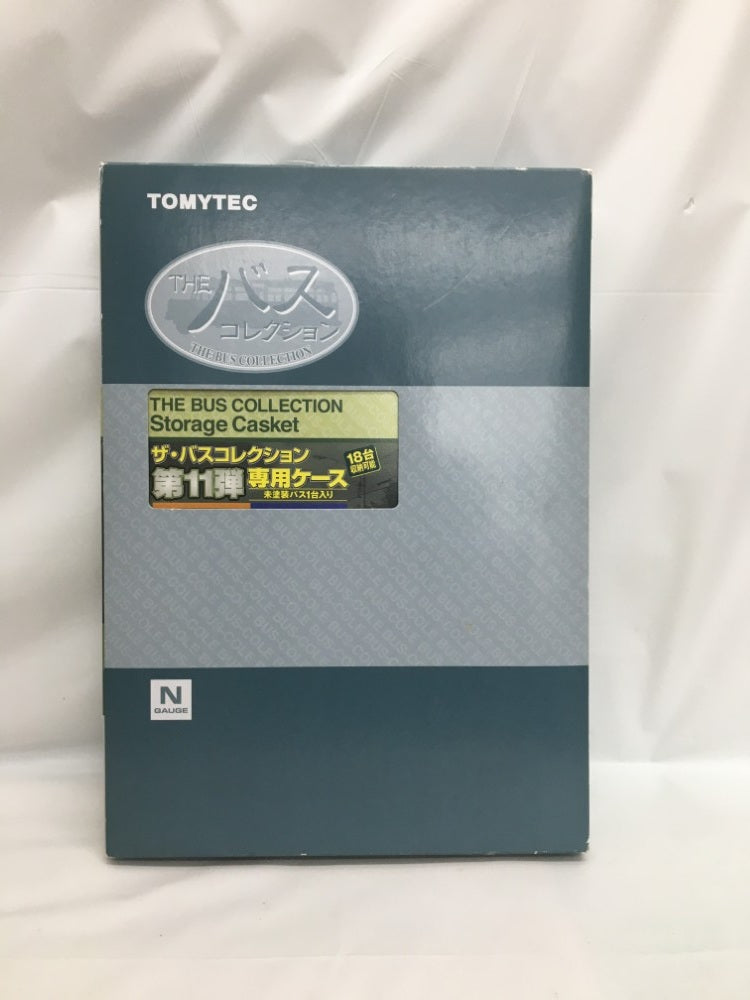 TOMYTEC
THE バス
コレクション
THE BUS COLLECTION
THE BUS COLLECTION
Storage Casket
ザ・バスコレクション
第11弾 専用ケース
18台
収納可能
未塗装バス1台入り
N
GAUGE